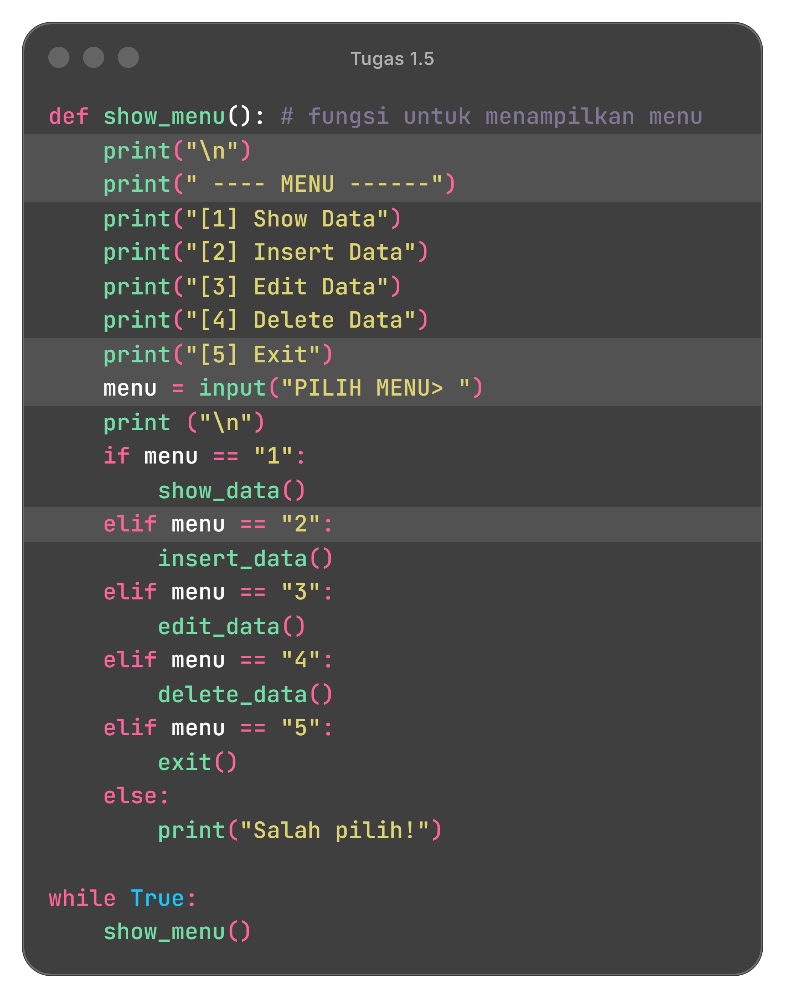 Tugas 1.5
def show_menu(): # fungsi untuk menampilkan menu
    print("\n")
    print(" ---- MENU ------")
    print("[1] Show Data")
    print("[2] Insert Data")
    print("[3] Edit Data")
    print("[4] Delete Data")
    print("[5] Exit")
    menu = input("PILIH MENU> ")
    print ("\n")
    if menu == "1":
        show_data()
    elif menu == "2":
        insert_data()
    elif menu == "3":
        edit_data()
    elif menu == "4":
        delete_data()
    elif menu == "5":
        exit()
    else:
        print("Salah pilih!")

while True:
    show_menu()